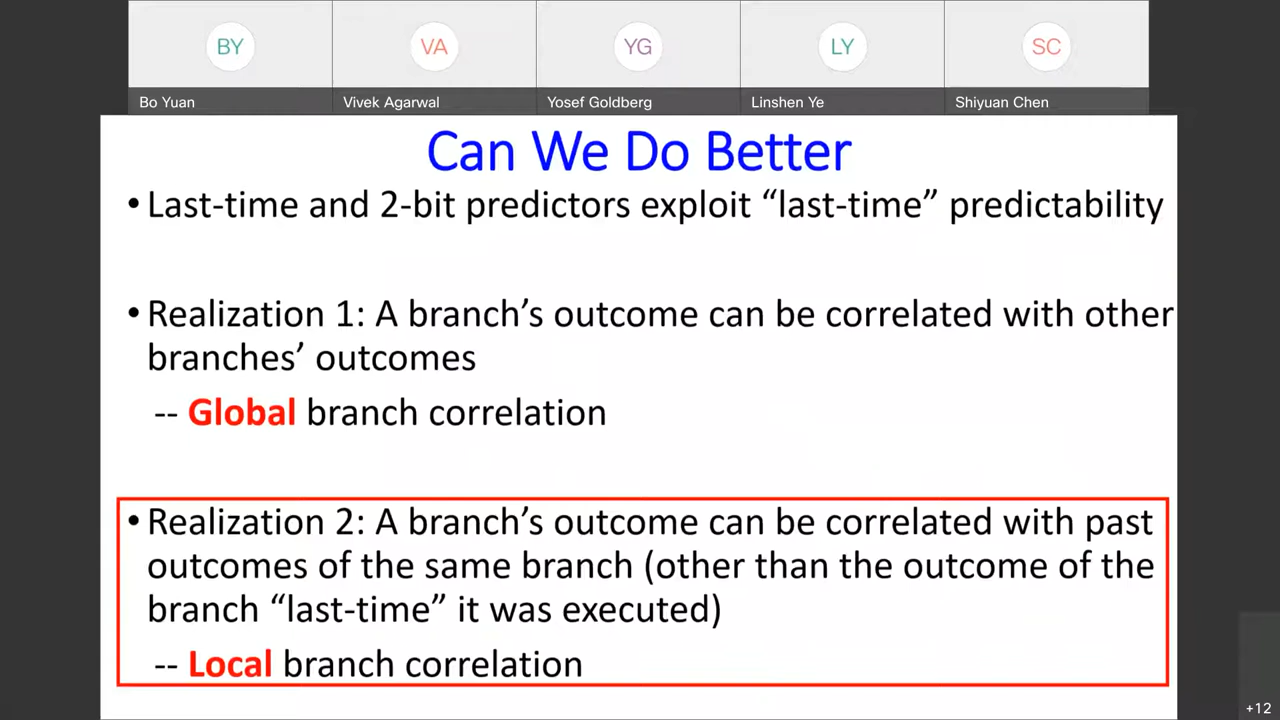 BY
VA
YG
LY
SC
Bo Yuan
Vivek Agarwal
Yosef Goldberg
Linshen Ye
Shiyuan Chen
Can We Do Better
• Last-time and 2-bit predictors exploit “last-time” predictability
• Realization 1: A branch’s outcome can be correlated with other
branches’ outcomes
-- Global branch correlation
• Realization 2: A branch’s outcome can be correlated with past
outcomes of the same branch (other than the outcome of the
branch “last-time” it was executed)
-- Local branch correlation
+12